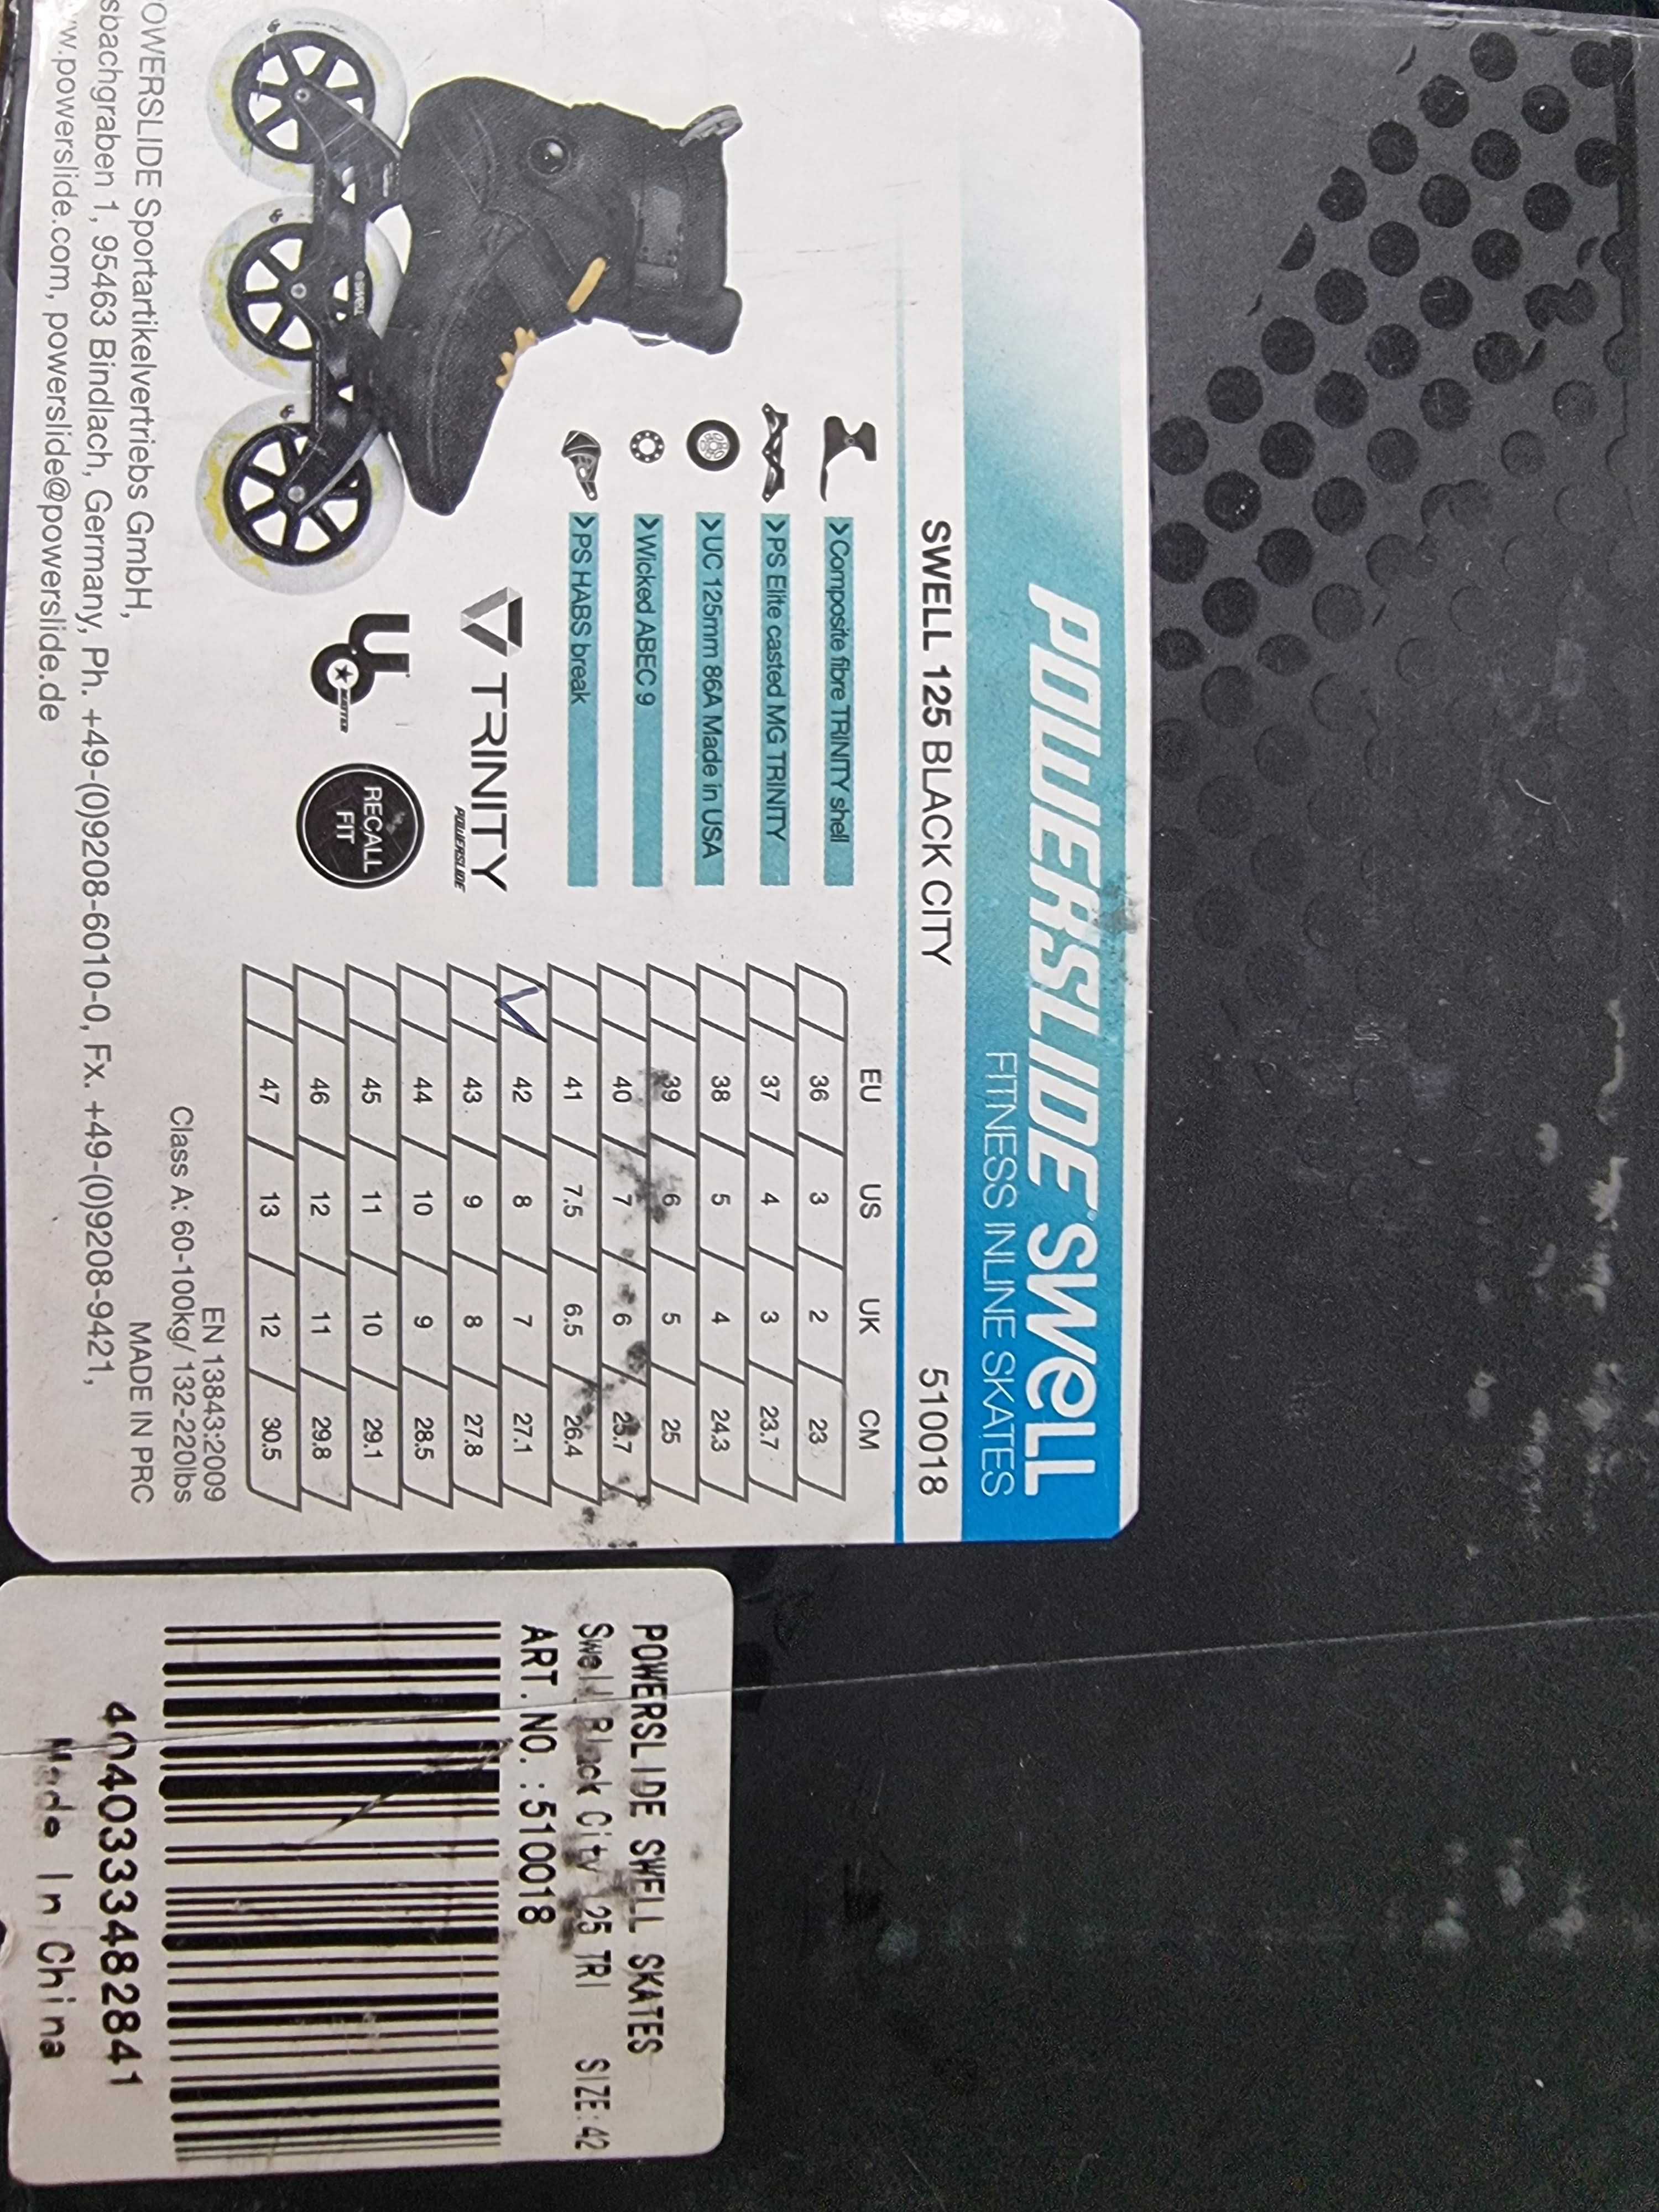 POWERSLIDE SWELL
FITNESS INLINE SKATES
SWELL 125 BLACK CITY 510018
>Composite fibre TRINITY shell
>PS Elite casted MG TRINITY
>UC 125mm 86A Made in USA
>Wicked ABEC 9
>PS HABS break
TRINITY
POWERSLIDE
RECALL
FIT
swell
EU US UK CM
36 3 2 23
37 4 3 23.7
38 5 4 24.3
39 6 5 25
40 7 6 25.7
41 7.5 6.5 26.4
42 8 7 27.1
43 9 8 27.8
44 10 9 28.5
45 11 10 29.1
46 12 11 29.8
47 13 12 30.5
EN 13843:2009
Class A: 60-100kg/ 132-220lbs
MADE IN PRC
OWERSLIDE Sportartikelvertriebs GmbH,
sbachgraben 1, 95463 Bindlach, Germany, Ph. +49-(0)9208-6010-0, Fx. +49-(0)9208-9421,
w.powerslide.com, powerslide@powerslide.de
POWERSLIDE SWELL SKATES
Swell Black City 125 TRI SIZE:42
ART.NO.:510018
4040333482841
Made In China